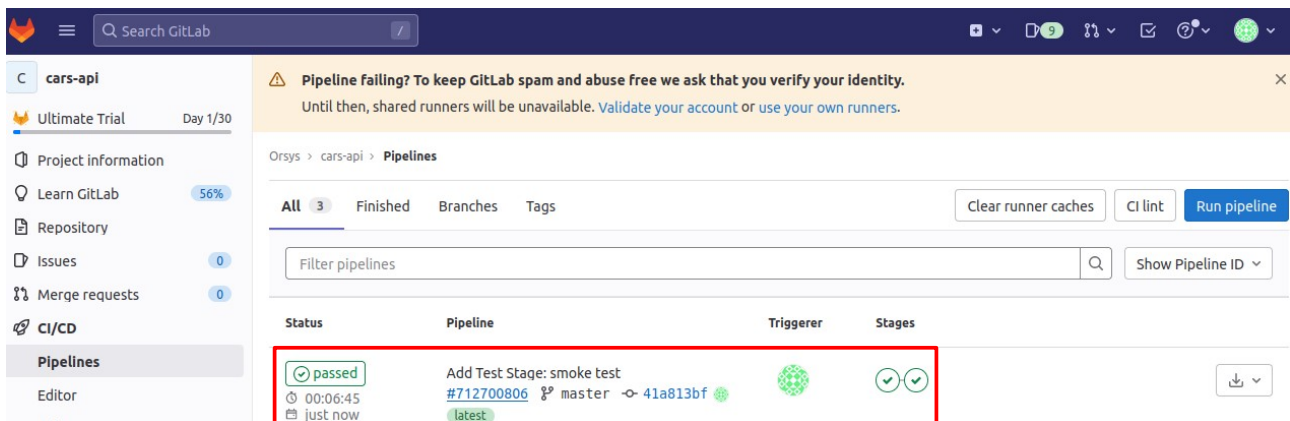 Search GitLab /
9
C cars-api
Ultimate Trial Day 1/30
Project information
Learn GitLab 56%
Repository
Issues 0
Merge requests 0
CI/CD
Pipelines
Editor
Pipeline failing? To keep GitLab spam and abuse free we ask that you verify your identity.
Until then, shared runners will be unavailable. Validate your account or use your own runners.
Orsys > cars-api > Pipelines
All 3 Finished Branches Tags Clear runner caches CI lint Run pipeline
Filter pipelines Show Pipeline ID
Status Pipeline Triggerer Stages
passed Add Test Stage: smoke test
00:06:45 #712700806 master 41a813bf
just now latest